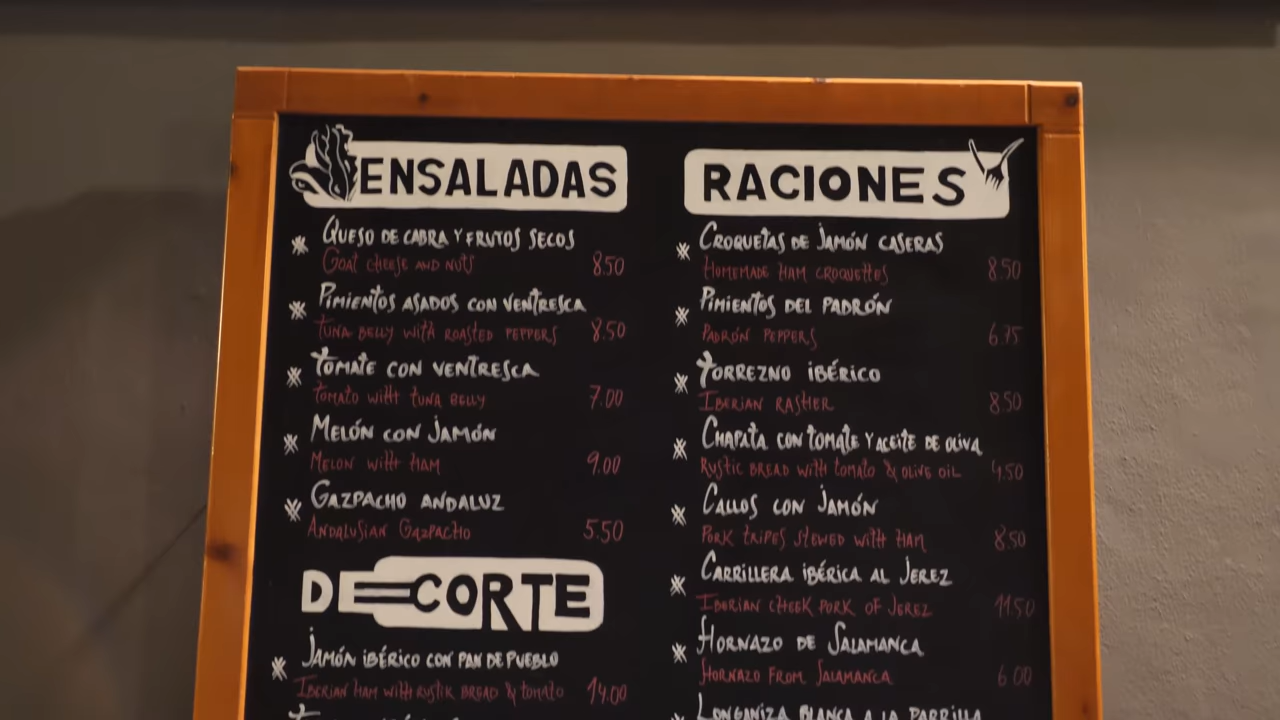 ENSALADAS
QUESO DE CABRA Y FRUTOS SECOS
GOAT CHEESE AND NUTS 8.50
PIMIENTOS ASADOS CON VENTRESCA
TUNA BELLY WITH ROASTED PEPPERS 8.50
TOMATE CON VENTRESCA
TOMATO WITH TUNA BELLY 7.00
MELÓN CON JAMÓN
MELON WITH HAM 9.00
GAZPACHO ANDALUZ
ANDALUSIAN GAZPACHO 5.50
DE CORTE
JAMÓN IBÉRICO CON PAN DE PUEBLO
IBERIAN HAM WITH RUSTIK BREAD & TOMATO 14.00
RACIONES
CROQUETAS DE JAMÓN CASERAS
HOMEMADE HAM CROQUETTES 8.50
PIMIENTOS DEL PADRÓN
PADRÓN PEPPERS 6.75
TORREZNO IBÉRICO
IBERIAN RASHER 8.50
CHAPATA CON TOMATE Y ACEITE DE OLIVA
RUSTIC BREAD WITH TOMATO & OLIVE OIL 4.50
CALLOS CON JAMÓN
PORK TRIPES STEWED WITH HAM 8.50
CARRILLERA IBÉRICA AL JEREZ
IBERIAN CHEEK PORK OF JEREZ 11.50
HORNAZO DE SALAMANCA
HORNAZO FROM SALAMANCA 6.00
LONGANIZA BLANCA A LA PARRILLA